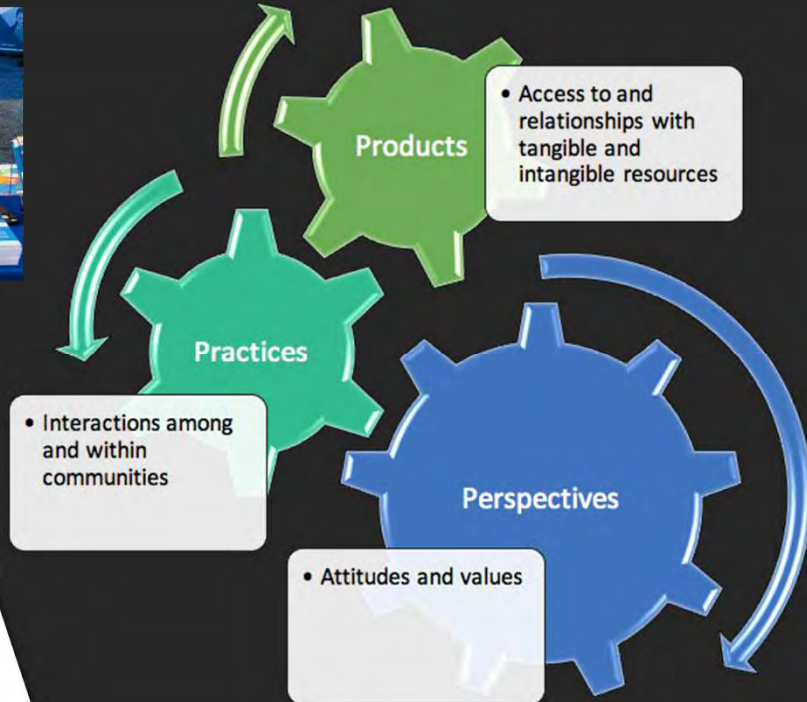 Products
• Access to and
relationships with
tangible and
intangible resources
Practices
• Interactions among
and within
communities
Perspectives
• Attitudes and values